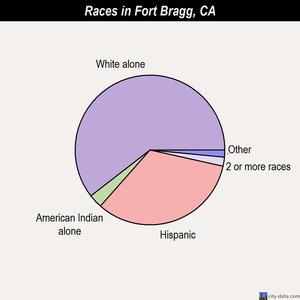 Races in Fort Bragg, CA
White alone
Other
2 or more races
American Indian
alone
Hispanic
city-data.com